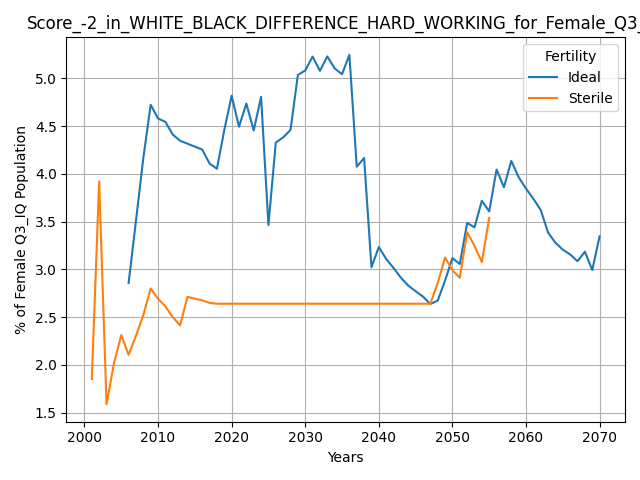 Score_-2_in_WHITE_BLACK_DIFFERENCE_HARD_WORKING_for_Female_Q3_
Fertility
Ideal
Sterile
% of Female Q3_IQ Population
5.0
4.5
4.0
3.5
3.0
2.5
2.0
1.5
2000 2010 2020 2030 2040 2050 2060 2070
Years